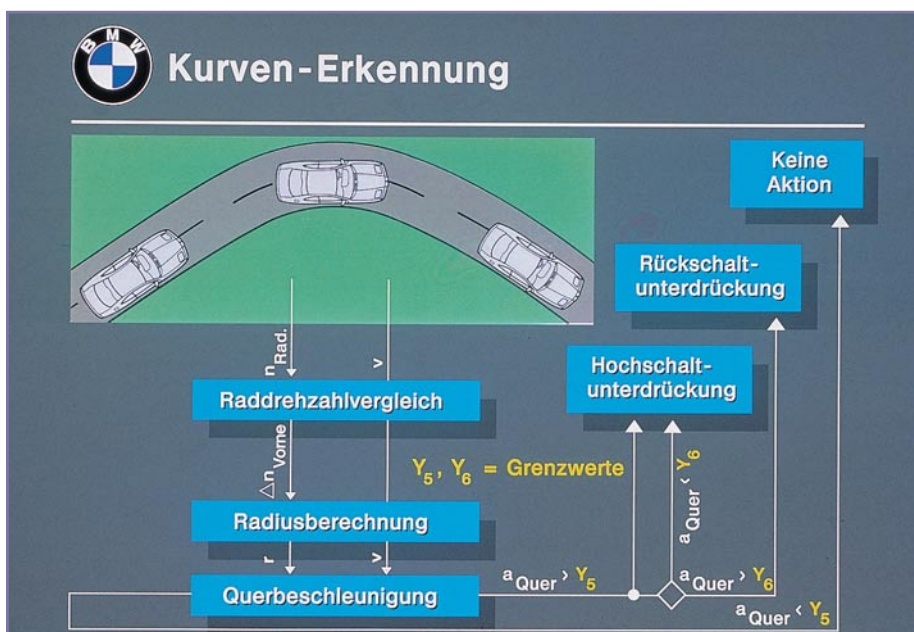 BMW
Kurven-Erkennung
Keine
Aktion
Rückschalt-
unterdrückung
Hochschalt-
unterdrückung
n Rad.
v
Raddrehzahlvergleich
△n Vorne
Y5, Y6 = Grenzwerte
a Quer < Y6
Radiusberechnung
r
v
Querbeschleunigung
a Quer > Y5
a Quer > Y6
a Quer < Y5